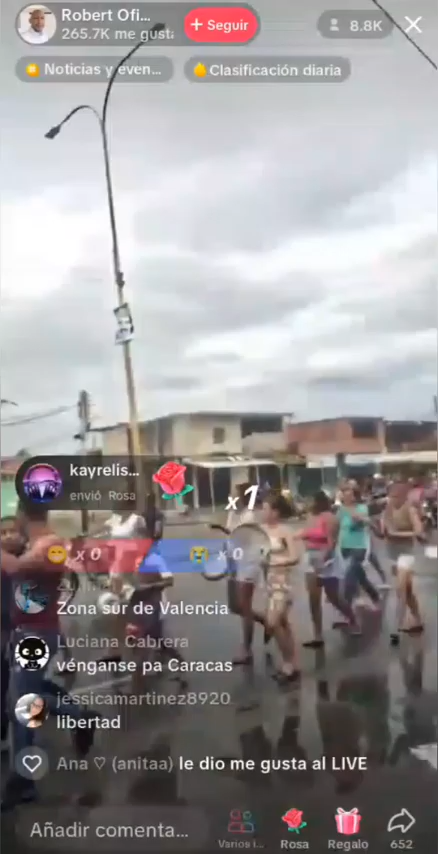 Robert Ofi...
265.7K me gusta
+ Seguir
8.8K
Noticias y even...
Clasificación diaria
kayrelis...
envió Rosa
x1
x 0
x 0
Zona sur de Valencia
Luciana Cabrera
vénganse pa Caracas
jessicamartinez8920
libertad
Ana ♡ (anitaa) le dio me gusta al LIVE
Añadir comenta...
Varios i...
Rosa
Regalo
652